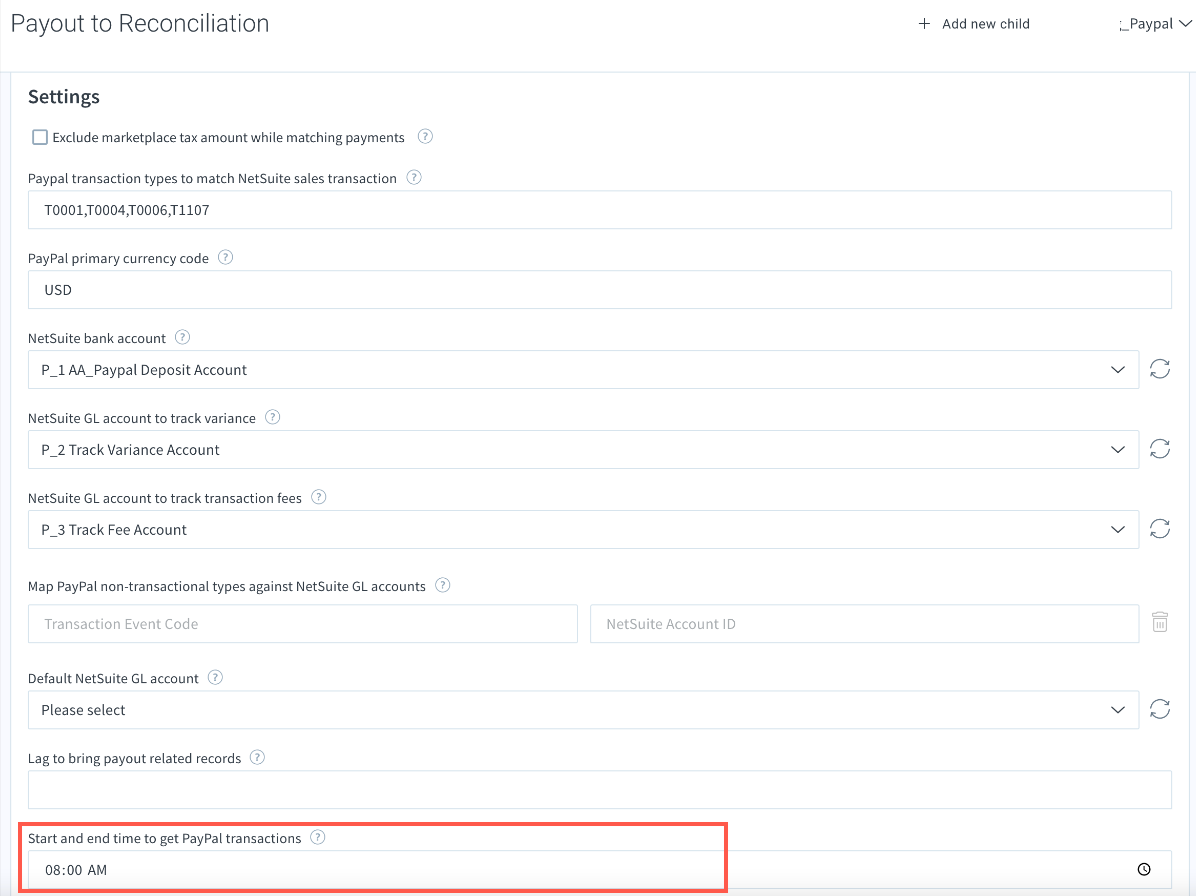 Payout to Reconciliation
Add new child
_Paypal
Settings
Exclude marketplace tax amount while matching payments ?
Paypal transaction types to match NetSuite sales transaction ?
T0001,T0004,T0006,T1107
PayPal primary currency code ?
USD
NetSuite bank account ?
P_1 AA_Paypal Deposit Account
NetSuite GL account to track variance ?
P_2 Track Variance Account
NetSuite GL account to track transaction fees ?
P_3 Track Fee Account
Map PayPal non-transactional types against NetSuite GL accounts ?
Transaction Event Code
NetSuite Account ID
Default NetSuite GL account ?
Please select
Lag to bring payout related records ?
Start and end time to get PayPal transactions ?
08:00 AM